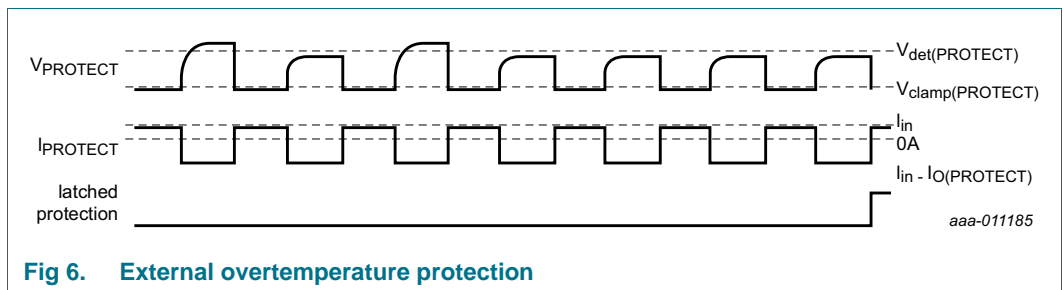 VPROTECT
Vdet(PROTECT)
Vclamp(PROTECT)
IPROTECT
Iin
0A
Iin - IO(PROTECT)
latched
protection
aaa-011185
Fig 6. External overtemperature protection